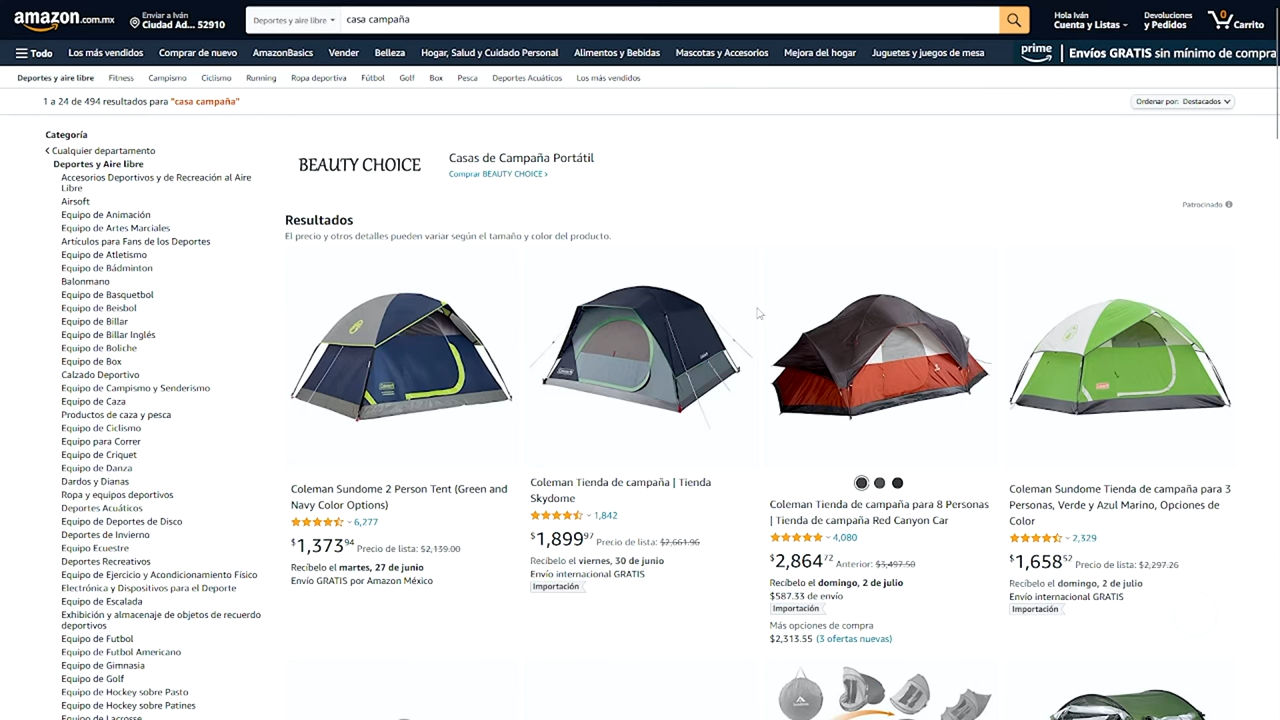 amazon.com.mx
Enviar a Iván
Ciudad Ad... 52910
Deportes y aire libre
casa campaña
Hola Iván
Cuenta y Listas
Devoluciones
y Pedidos
0
Carrito
Todo
Los más vendidos
Comprar de nuevo
AmazonBasics
Vender
Belleza
Hogar, Salud y Cuidado Personal
Alimentos y Bebidas
Mascotas y Accesorios
Mejora del hogar
Juguetes y juegos de mesa
prime
Envíos GRATIS sin mínimo de compra
Deportes y aire libre
Fitness
Campismo
Ciclismo
Running
Ropa deportiva
Fútbol
Golf
Box
Pesca
Deportes Acuáticos
Los más vendidos
1 a 24 de 494 resultados para "casa campaña"
Ordenar por: Destacados
Categoría
Cualquier departamento
Deportes y Aire libre
Accesorios Deportivos y de Recreación al Aire
Libre
Airsoft
Equipo de Animación
Equipo de Artes Marciales
Artículos para Fans de los Deportes
Equipo de Atletismo
Equipo de Bádminton
Balonmano
Equipo de Basquetbol
Equipo de Beisbol
Equipo de Billar
Equipo de Billar Inglés
Equipo de Boliche
Equipo de Box
Calzado Deportivo
Equipo de Campismo y Senderismo
Equipo de Caza
Productos de caza y pesca
Equipo de Ciclismo
Equipo para Correr
Equipo de Criquet
Equipo de Danza
Dardos y Dianas
Ropa y equipos deportivos
Deportes Acuáticos
Equipo de Deportes de Disco
Deportes de Invierno
Equipo Ecuestre
Deportes Recreativos
Equipo de Ejercicio y Acondicionamiento Físico
Electrónica y Dispositivos para el Deporte
Equipo de Escalada
Exhibición y almacenaje de objetos de recuerdo
deportivos
Equipo de Futbol
Equipo de Futbol Americano
Equipo de Gimnasia
Equipo de Golf
Equipo de Hockey sobre Pasto
Equipo de Hockey sobre Patines
Equipo de Lacrosse
BEAUTY CHOICE
Casas de Campaña Portátil
Comprar BEAUTY CHOICE ›
Patrocinado
Resultados
El precio y otros detalles pueden variar según el tamaño y color del producto.
Coleman Sundome 2 Person Tent (Green and
Navy Color Options)
6,277
$1,373.94 Precio de lista: $2,139.00
Recíbelo el martes, 27 de junio
Envío GRATIS por Amazon México
Coleman Tienda de campaña | Tienda
Skydome
1,842
$1,899.97 Precio de lista: $2,661.96
Recíbelo el viernes, 30 de junio
Envío internacional GRATIS
Importación
Coleman Tienda de campaña para 8 Personas
| Tienda de campaña Red Canyon Car
4,080
$2,864.72 Anterior: $3,497.50
Recíbelo el domingo, 2 de julio
$587.33 de envío
Importación
Más opciones de compra
$2,313.55 (3 ofertas nuevas)
Coleman Sundome Tienda de campaña para 3
Personas, Verde y Azul Marino, Opciones de
Color
2,329
$1,658.52 Precio de lista: $2,297.26
Recíbelo el domingo, 2 de julio
Envío internacional GRATIS
Importación